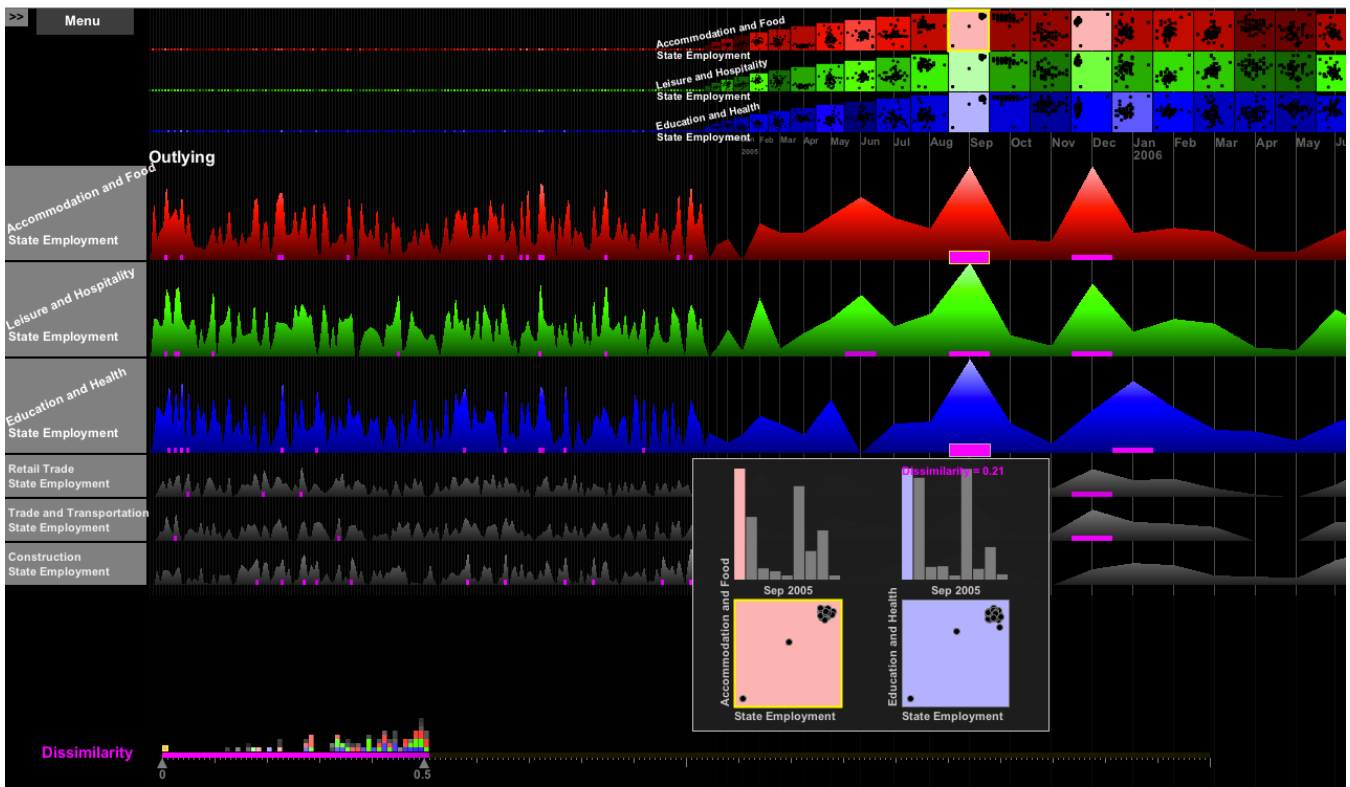 >>
Menu
Accommodation and Food
State Employment
Leisure and Hospitality
State Employment
Education and Health
State Employment
Feb Mar Apr May Jun Jul Aug Sep Oct Nov Dec Jan Feb Mar Apr May
2005 2006
Outlying
Accommodation and Food
State Employment
Leisure and Hospitality
State Employment
Education and Health
State Employment
Retail Trade
State Employment
Trade and Transportation
State Employment
Construction
State Employment
Dissimilarity = 0.21
Sep 2005
Sep 2005
Accommodation and Food
State Employment
Education and Health
State Employment
Dissimilarity
0 0.5